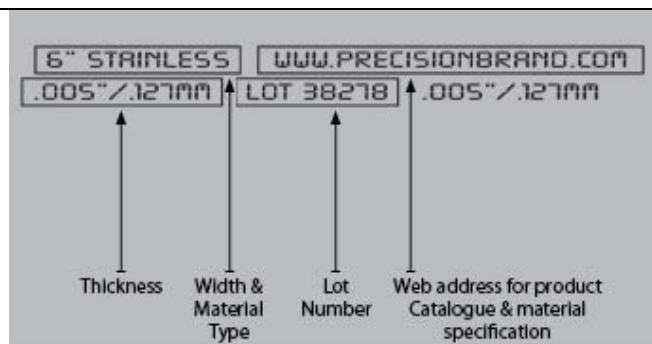 6" STAINLESS WWW.PRECISIONBRAND.COM
.005"/.127MM LOT 38278 .005"/.127MM
Thickness Width & Lot Web address for product
Material Number Catalogue & material
Type specification